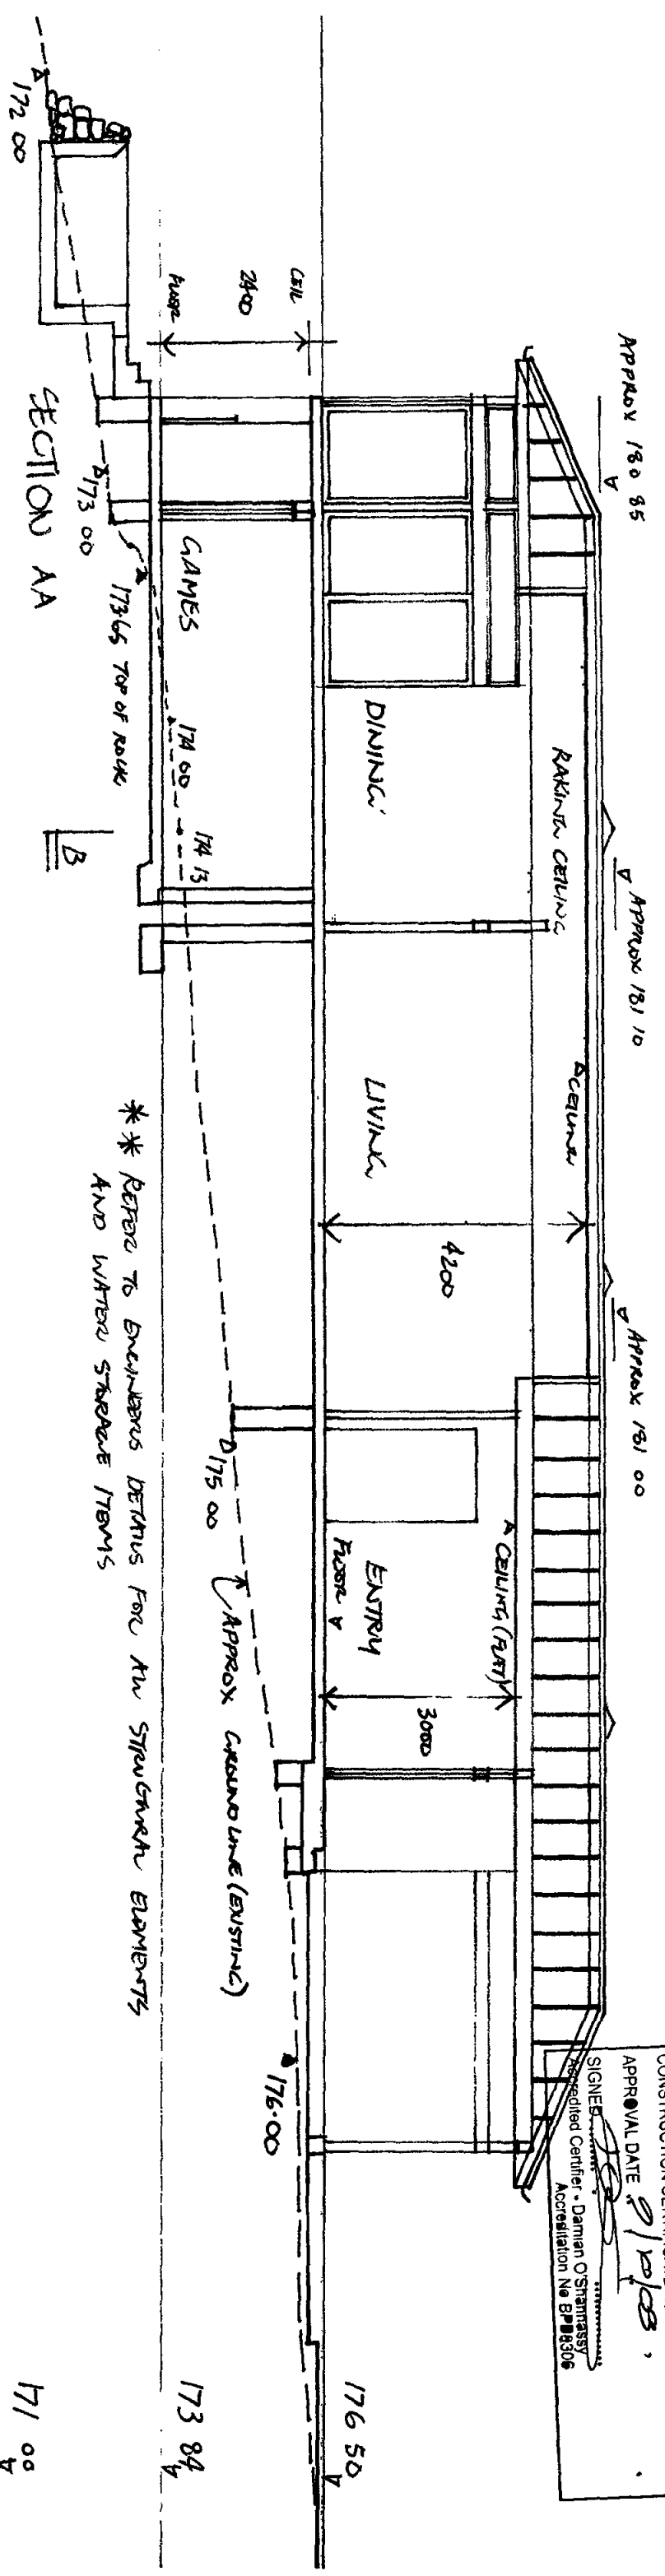 APPROX 180 85
APPROX 181 10
APPROX 181 00
RAKING CEILING
CEILING
CEILING (FLAT)
DINING
LIVING
4200
ENTRY
FLOOR
3000
CEIL
2400
FLOOR
GAMES
172 00
173 00
173.65 TOP OF ROCK
174 00
174 13
175 00
APPROX GROUND LINE (EXISTING)
176.00
176 50
173 84
171 00
SECTION AA
B
** REFER TO ENGINEERS DETAILS FOR ALL STRUCTURAL ELEMENTS
AND WATER STORAGE ITEMS
APPROVAL DATE
SIGNED
Accredited Certifier - Damian O'Shannassy
Accreditation No BPB8306